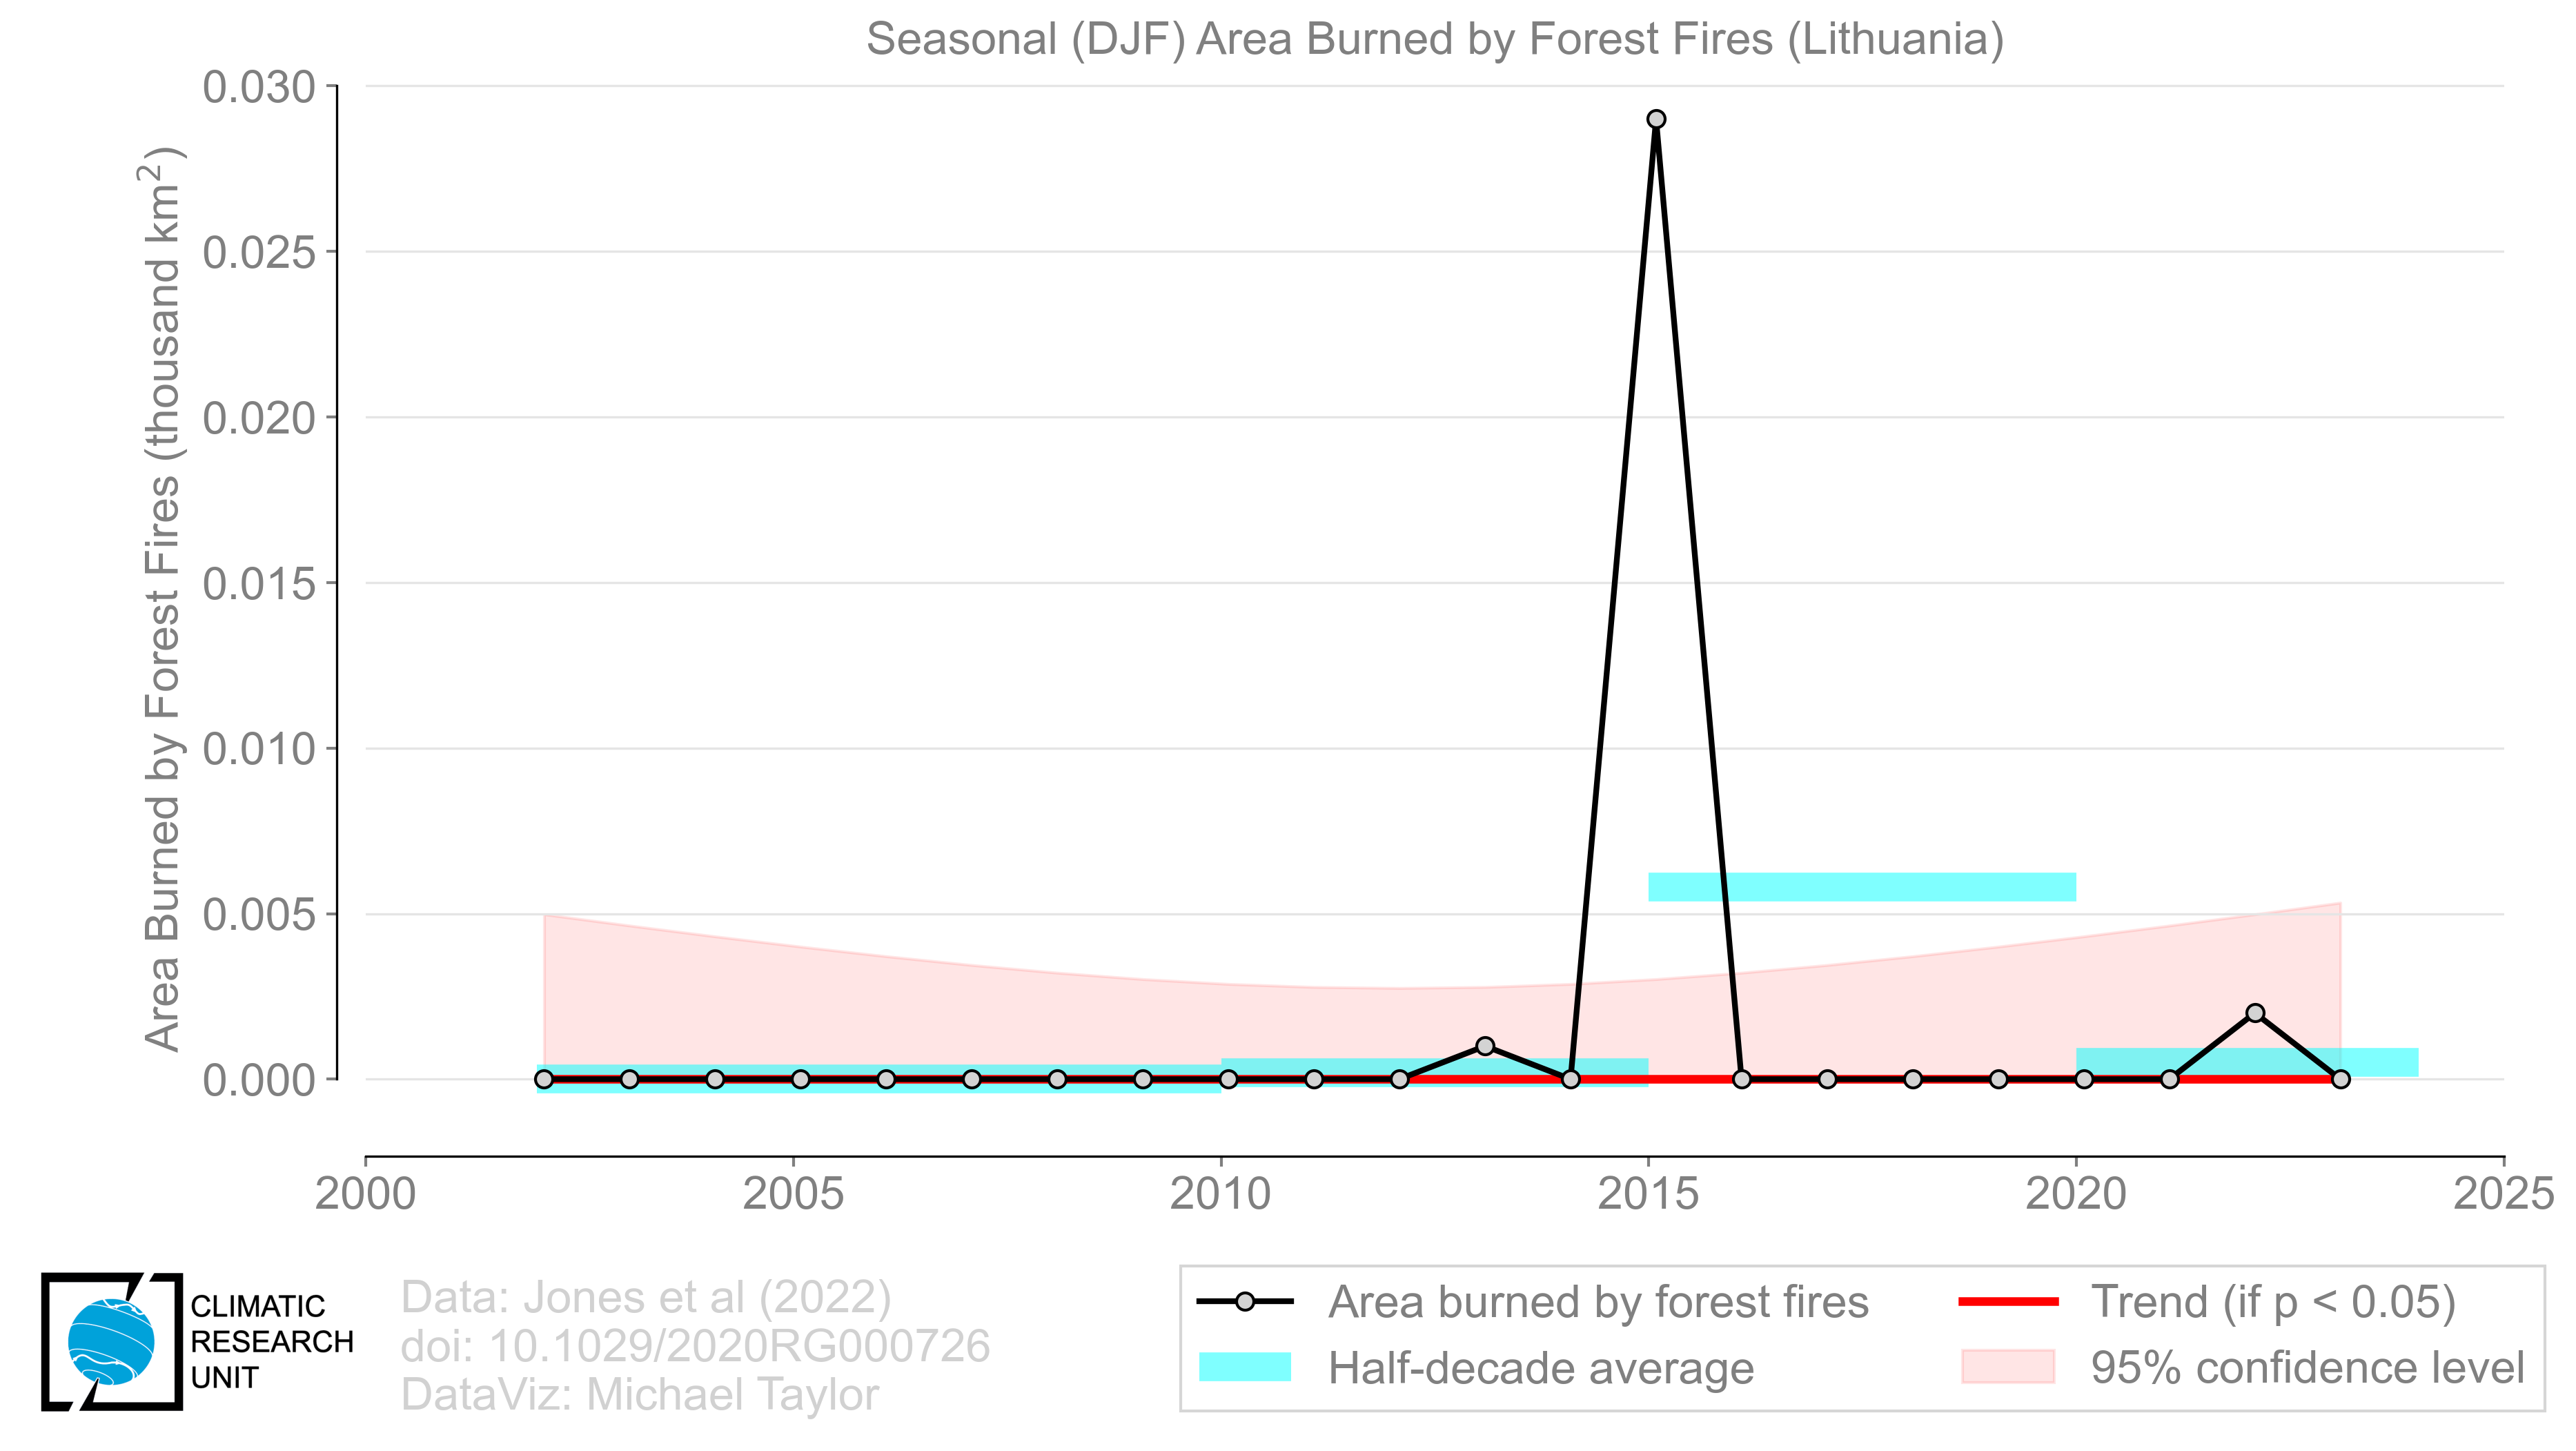 Seasonal (DJF) Area Burned by Forest Fires (Lithuania)
Area Burned by Forest Fires (thousand km²)
0.030
0.025
0.020
0.015
0.010
0.005
0.000
2000 2005 2010 2015 2020 2025
CLIMATIC
RESEARCH
UNIT
Data: Jones et al (2022)
doi: 10.1029/2020RG000726
DataViz: Michael Taylor
Area burned by forest fires
Half-decade average
Trend (if p < 0.05)
95% confidence level